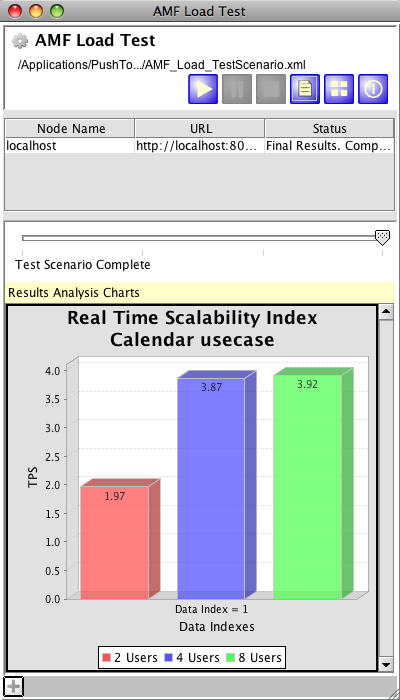 AMF Load Test
AMF Load Test
/Applications/PushTo.../AMF_Load_TestScenario.xml
Node Name URL Status
localhost http://localhost:80... Final Results. Comp...
Test Scenario Complete
Results Analysis Charts
Real Time Scalability Index
Calendar usecase
4.0
3.5
3.0
2.5
2.0
1.5
1.0
0.5
0.0
TPS
1.97
3.87
3.92
Data Index = 1
Data Indexes
2 Users 4 Users 8 Users